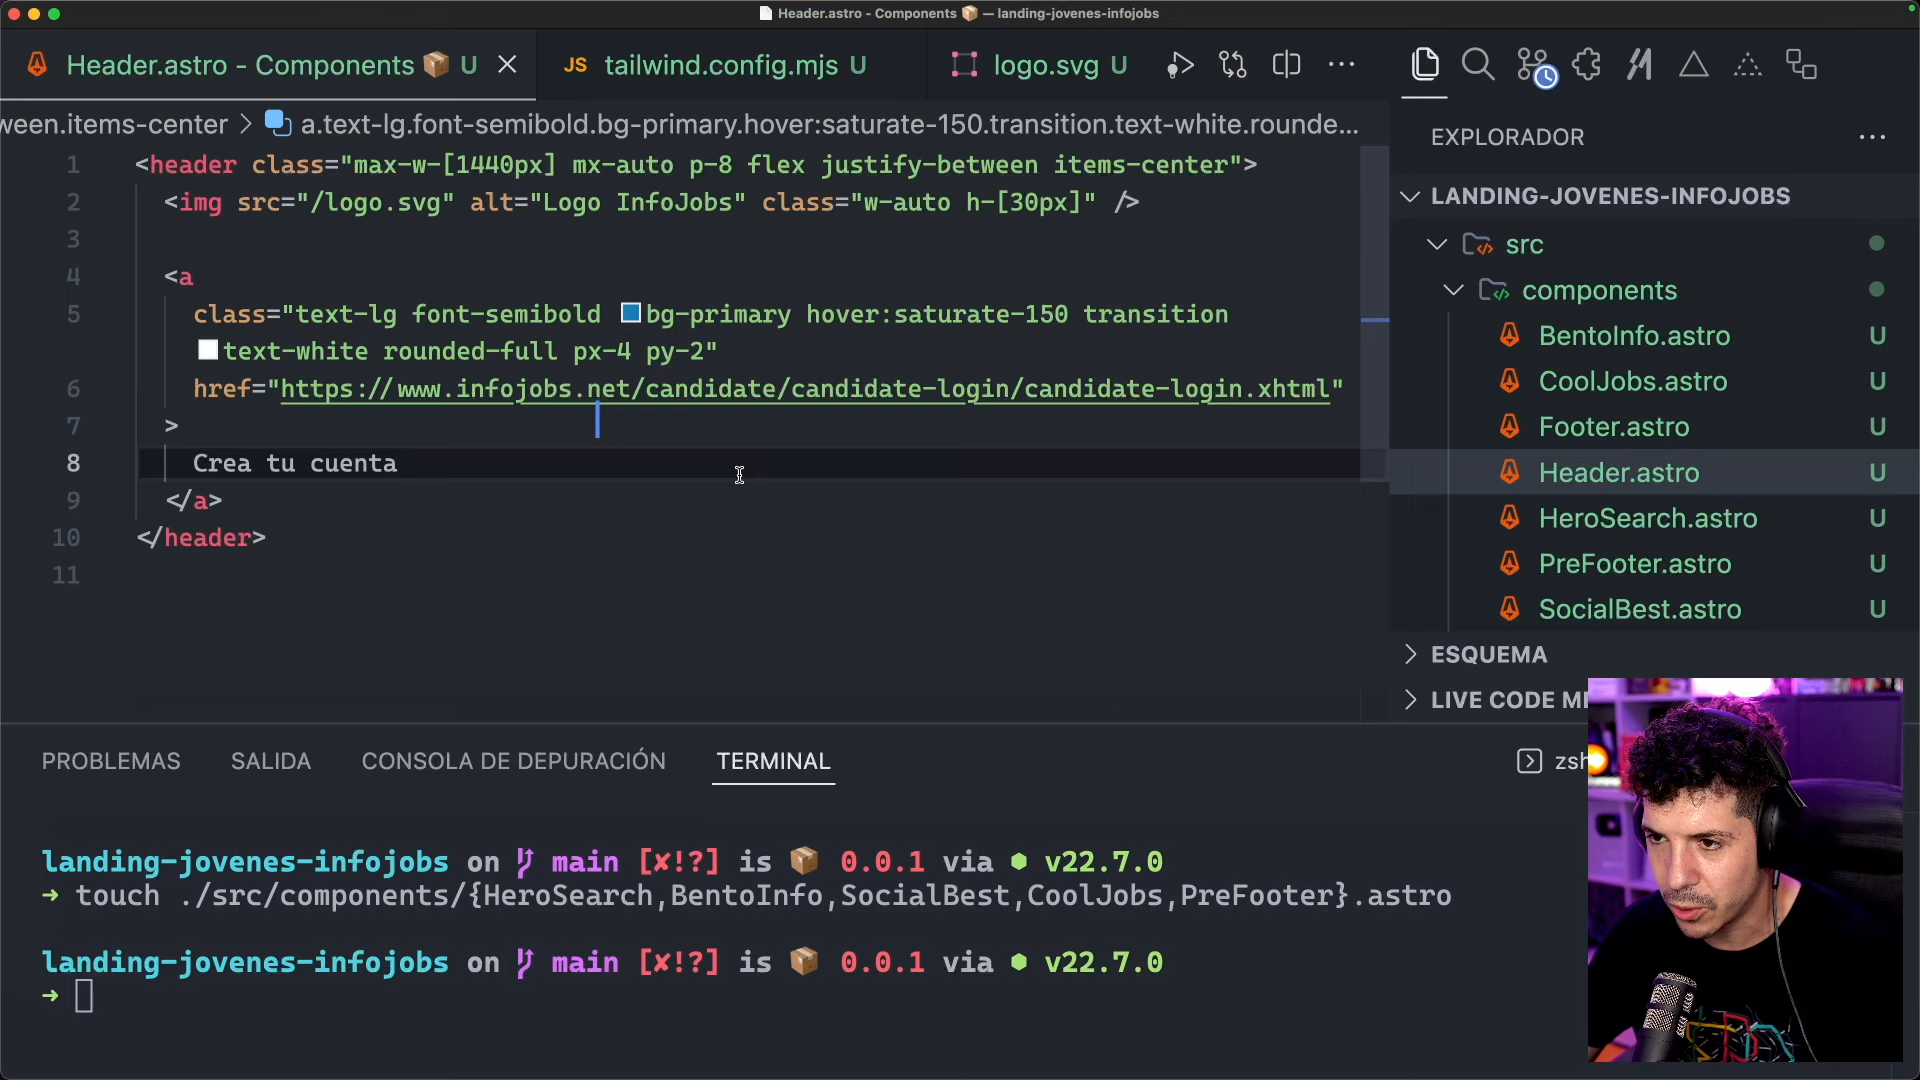 Header.astro - Components 📦 — landing-jovenes-infojobs
Header.astro - Components 📦 U
JS tailwind.config.mjs U
logo.svg U
ween.items-center > a.text-lg.font-semibold.bg-primary.hover:saturate-150.transition.text-white.rounde...
1 <header class="max-w-[1440px] mx-auto p-8 flex justify-between items-center">
2 <img src="/logo.svg" alt="Logo InfoJobs" class="w-auto h-[30px]" />
3
4 <a
5 class="text-lg font-semibold bg-primary hover:saturate-150 transition
text-white rounded-full px-4 py-2"
6 href="https://www.infojobs.net/candidate/candidate-login/candidate-login.xhtml"
7 >
8 Crea tu cuenta
9 </a>
10 </header>
11
EXPLORADOR
LANDING-JOVENES-INFOJOBS
src
components
BentoInfo.astro U
CoolJobs.astro U
Footer.astro U
Header.astro U
HeroSearch.astro U
PreFooter.astro U
SocialBest.astro U
ESQUEMA
LIVE CODE
PROBLEMAS
SALIDA
CONSOLA DE DEPURACIÓN
TERMINAL
zsh
landing-jovenes-infojobs on main [✘!?] is 📦 0.0.1 via v22.7.0
➜ touch ./src/components/{HeroSearch,BentoInfo,SocialBest,CoolJobs,PreFooter}.astro
landing-jovenes-infojobs on main [✘!?] is 📦 0.0.1 via v22.7.0
➜